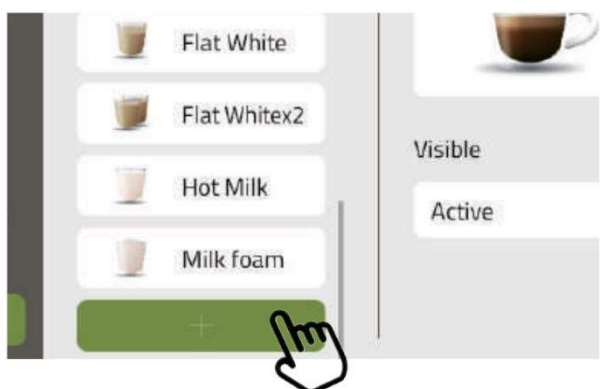 Flat White
Flat Whitex2
Hot Milk
Milk foam
+
Visible
Active